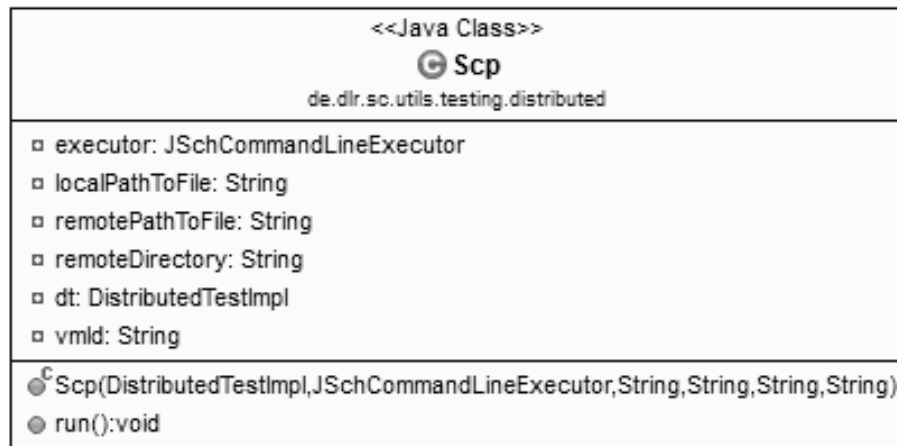 <<Java Class>>
Scp
de.dlr.sc.utils.testing.distributed
executor: JSchCommandLineExecutor
localPathToFile: String
remotePathToFile: String
remoteDirectory: String
dt: DistributedTestImpl
vmId: String
Scp(DistributedTestImpl,JSchCommandLineExecutor,String,String,String,String)
run():void